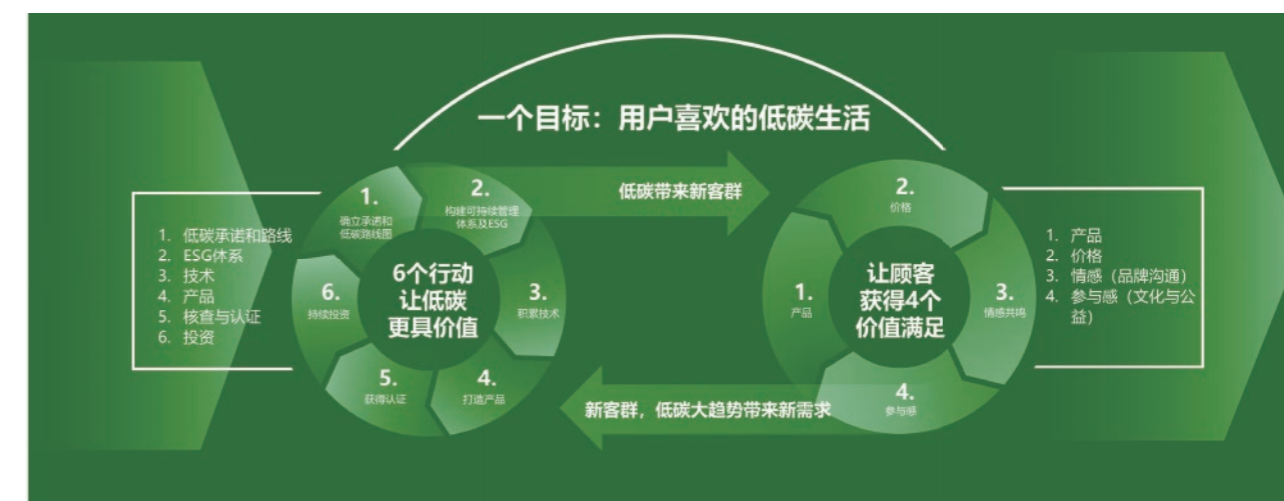 一个目标：用户喜欢的低碳生活
1. 低碳承诺和路线
2. ESG体系
3. 技术
4. 产品
5. 核查与认证
6. 投资
1.
确立承诺和
低碳路线图
2.
构建可持续管理
体系及ESG
3.
积累技术
4.
打造产品
5.
获得认证
6.
持续投资
6个行动
让低碳
更具价值
低碳带来新客群
新客群，低碳大趋势带来新需求
1.
产品
2.
价格
3.
情感共鸣
4.
参与感
让顾客
获得4个
价值满足
1. 产品
2. 价格
3. 情感（品牌沟通）
4. 参与感（文化与公
益）